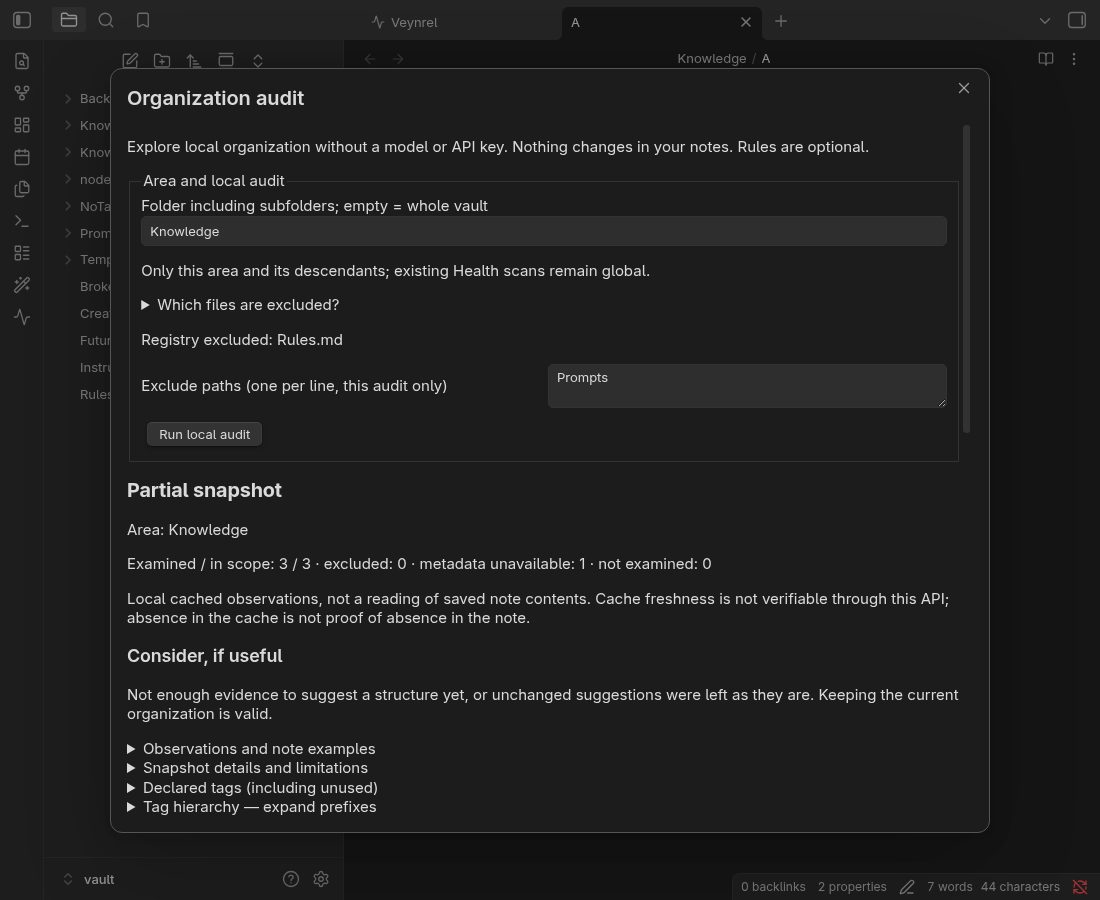 Veynrel
A
Knowledge / A
Back
Know
Know
node
NoTa
Prom
Temp
Broke
Crea
Futur
Instru
Rules
Organization audit
Explore local organization without a model or API key. Nothing changes in your notes. Rules are optional.
Area and local audit
Folder including subfolders; empty = whole vault
Knowledge
Only this area and its descendants; existing Health scans remain global.
Which files are excluded?
Registry excluded: Rules.md
Exclude paths (one per line, this audit only)
Prompts
Run local audit
Partial snapshot
Area: Knowledge
Examined / in scope: 3 / 3 · excluded: 0 · metadata unavailable: 1 · not examined: 0
Local cached observations, not a reading of saved note contents. Cache freshness is not verifiable through this API;
absence in the cache is not proof of absence in the note.
Consider, if useful
Not enough evidence to suggest a structure yet, or unchanged suggestions were left as they are. Keeping the current
organization is valid.
Observations and note examples
Snapshot details and limitations
Declared tags (including unused)
Tag hierarchy — expand prefixes
vault
0 backlinks 2 properties 7 words 44 characters